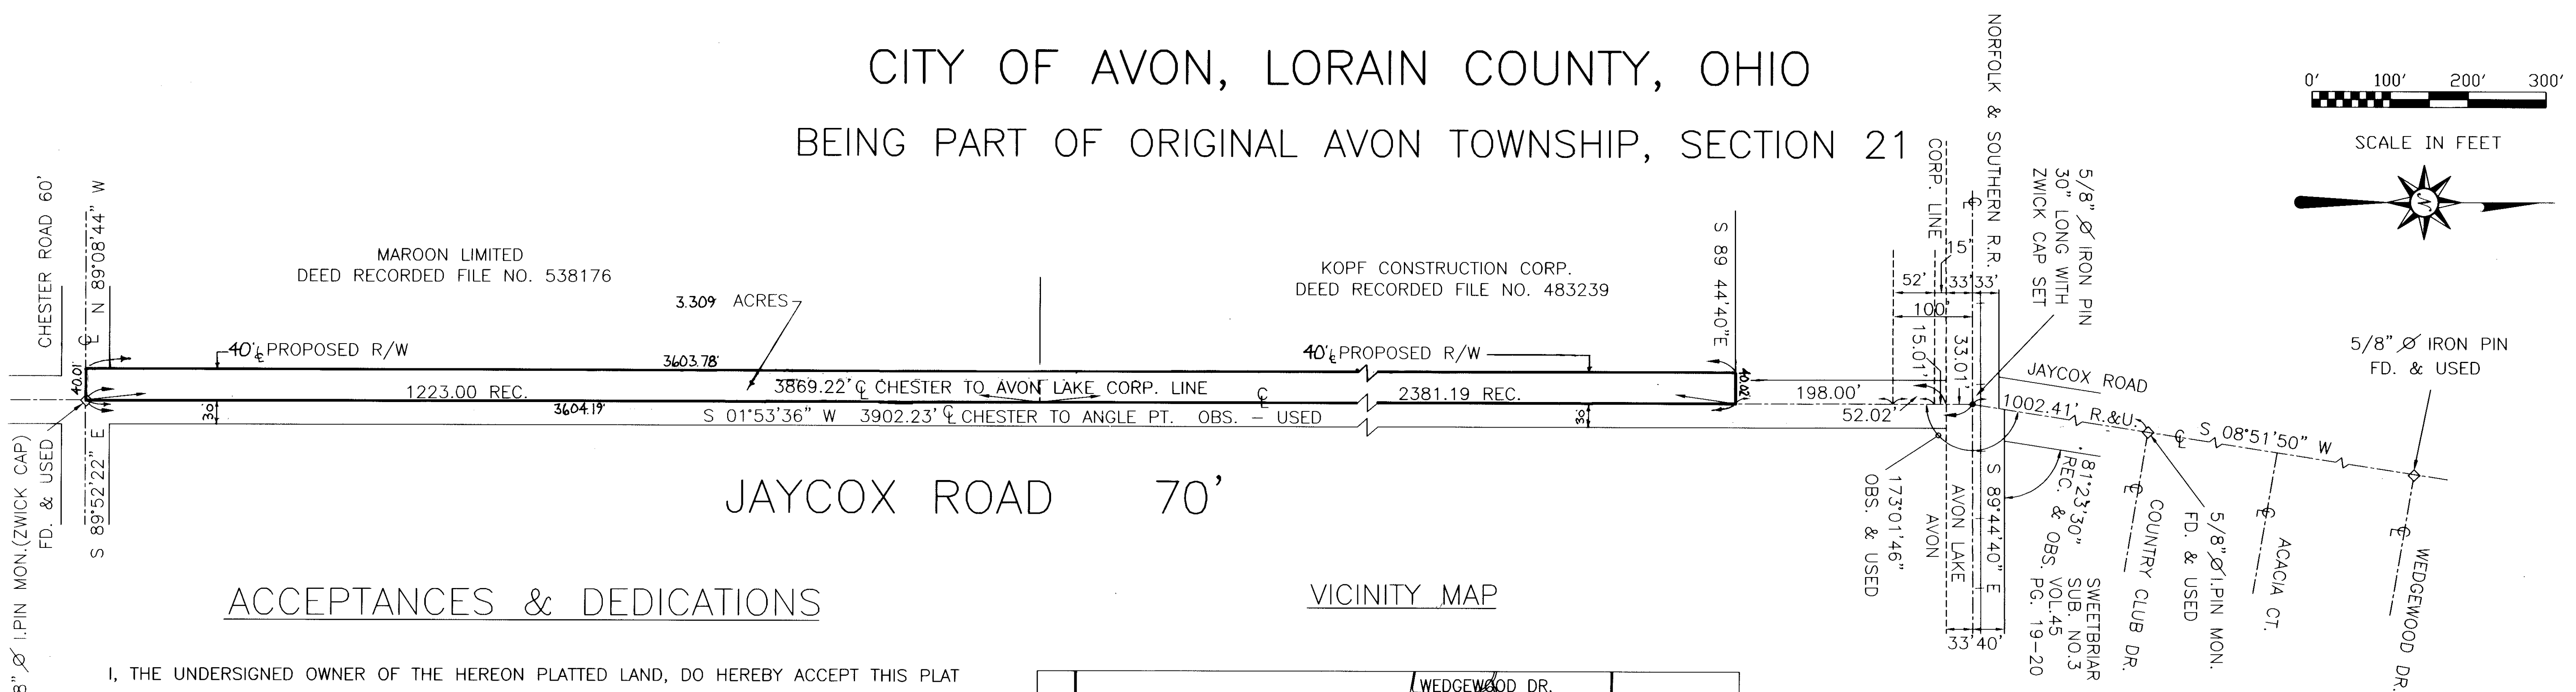 CITY OF AVON, LORAIN COUNTY, OHIO
BEING PART OF ORIGINAL AVON TOWNSHIP, SECTION 21
0' 100' 200' 300'
SCALE IN FEET
N
CHESTER ROAD 60'
N 89°08'44" W
℄
MAROON LIMITED
DEED RECORDED FILE NO. 538176
3.309 ACRES
KOPF CONSTRUCTION CORP.
DEED RECORDED FILE NO. 483239
S 89 44'40"E
CORP. LINE
NORFOLK & SOUTHERN R.R.
℄
5/8" Ø IRON PIN
30" LONG WITH
ZWICK CAP SET
15'
52'
33'
33'
100'
15.01'
33.01'
5/8" Ø IRON PIN
FD. & USED
40' ℄ PROPOSED R/W
3603.78'
40' ℄ PROPOSED R/W
40.01'
1223.00 REC.
3869.22' ℄ CHESTER TO AVON LAKE CORP. LINE
℄
2381.19 REC.
40.02'
198.00'
52.02'
JAYCOX ROAD
1002.41' R.&U.
℄
S 08°51'50" W
30'
3604.19'
S 01°53'36" W 3902.23' ℄ CHESTER TO ANGLE PT. OBS. - USED
30'
8" Ø I.PIN MON.(ZWICK CAP)
FD. & USED
S 89°52'22" E
JAYCOX ROAD 70'
173°01'46"
OBS. & USED
AVON
AVON LAKE
S 89°44'40" E
33'
40'
81°23'30"
REC. & OBS.
SWEETBRIAR
SUB. NO.3
VOL.45
PG. 19-20
℄
COUNTRY CLUB DR.
5/8" Ø I.PIN MON.
FD. & USED
℄
ACACIA CT.
℄
WEDGEWOOD DR.
ACCEPTANCES & DEDICATIONS
VICINITY MAP
I, THE UNDERSIGNED OWNER OF THE HEREON PLATTED LAND, DO HEREBY ACCEPT THIS PLAT
WEDGEWOOD DR.